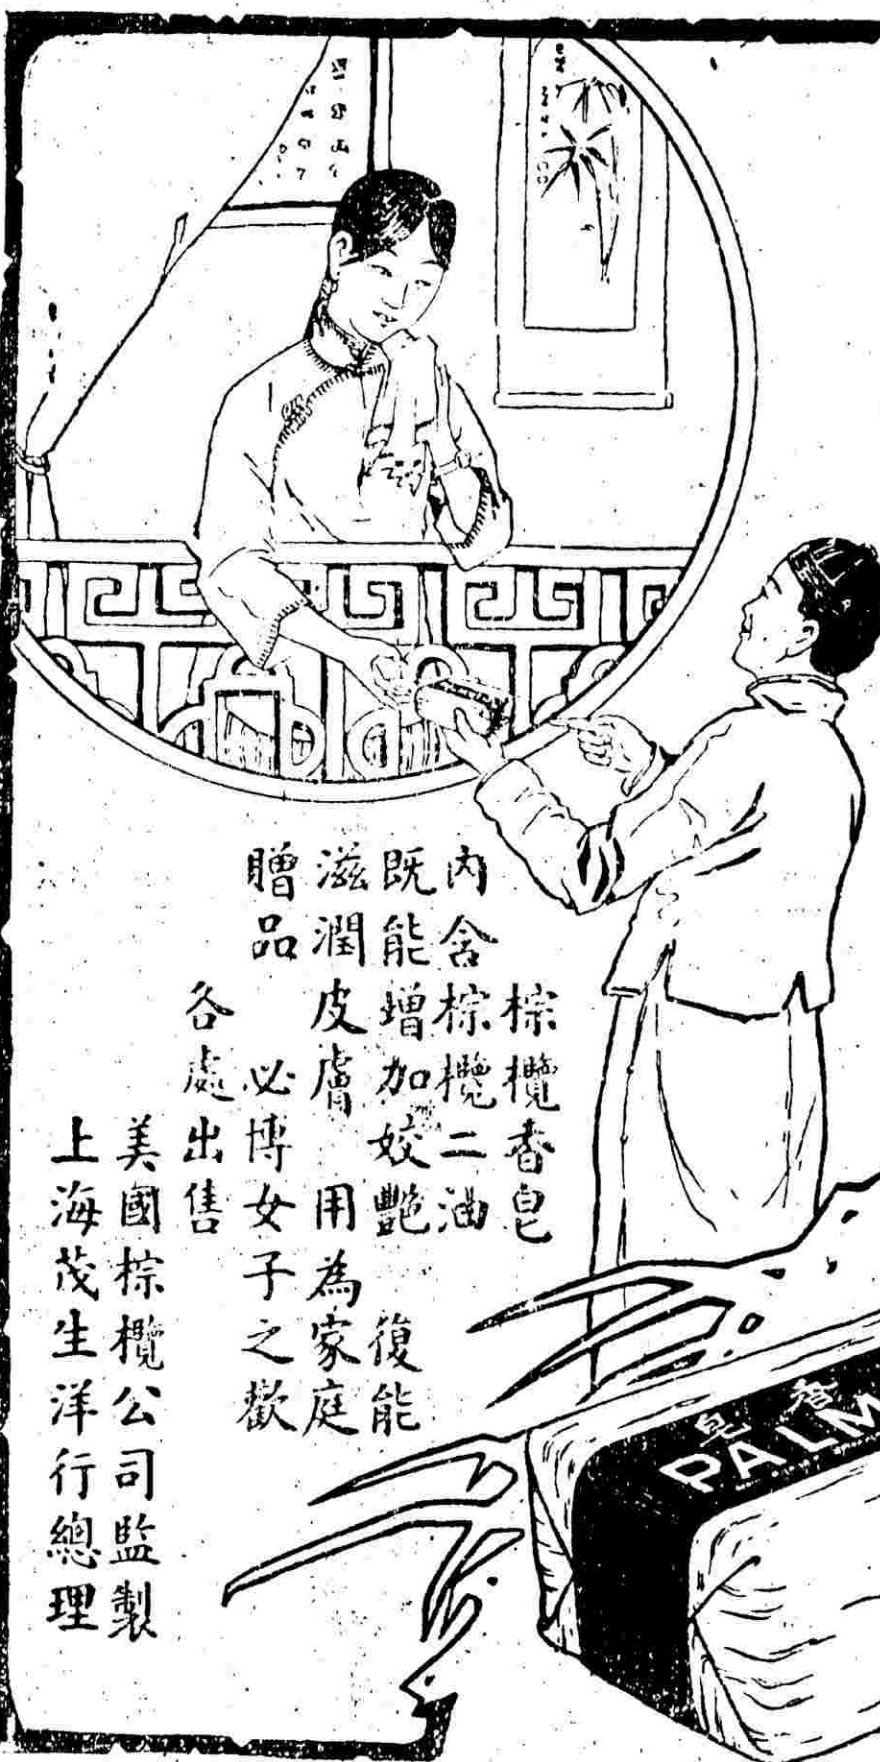 棕欖香皂
內含棕欖二油
既能增加姣艷 復能
滋潤皮膚 用為家庭
贈品 必博女子之歡
各處出售
美國棕欖公司監製
上海茂生洋行總理
香皂
PALM